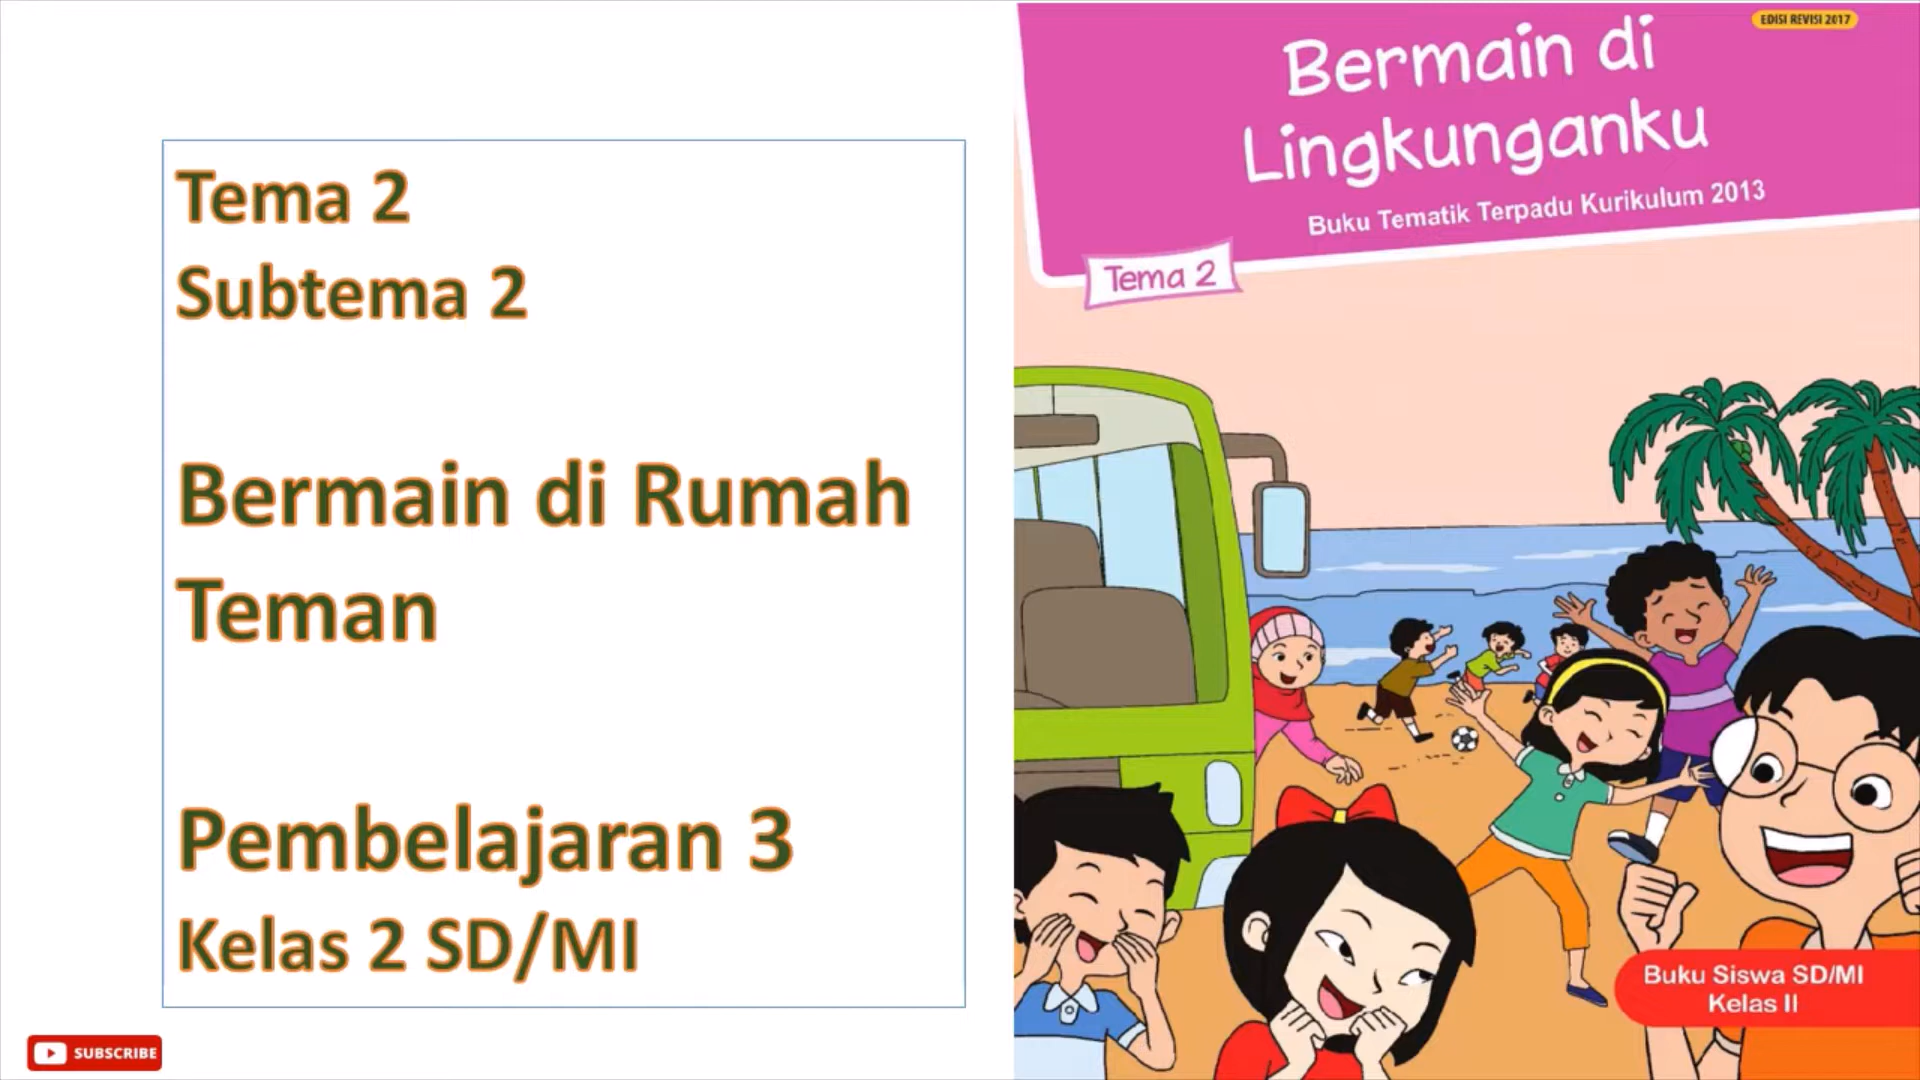 Tema 2
Subtema 2
Bermain di Rumah
Teman
Pembelajaran 3
Kelas 2 SD/MI
SUBSCRIBE
EDISI REVISI 2017
Bermain di
Lingkunganku
Buku Tematik Terpadu Kurikulum 2013
Tema 2
Buku Siswa SD/MI
Kelas II